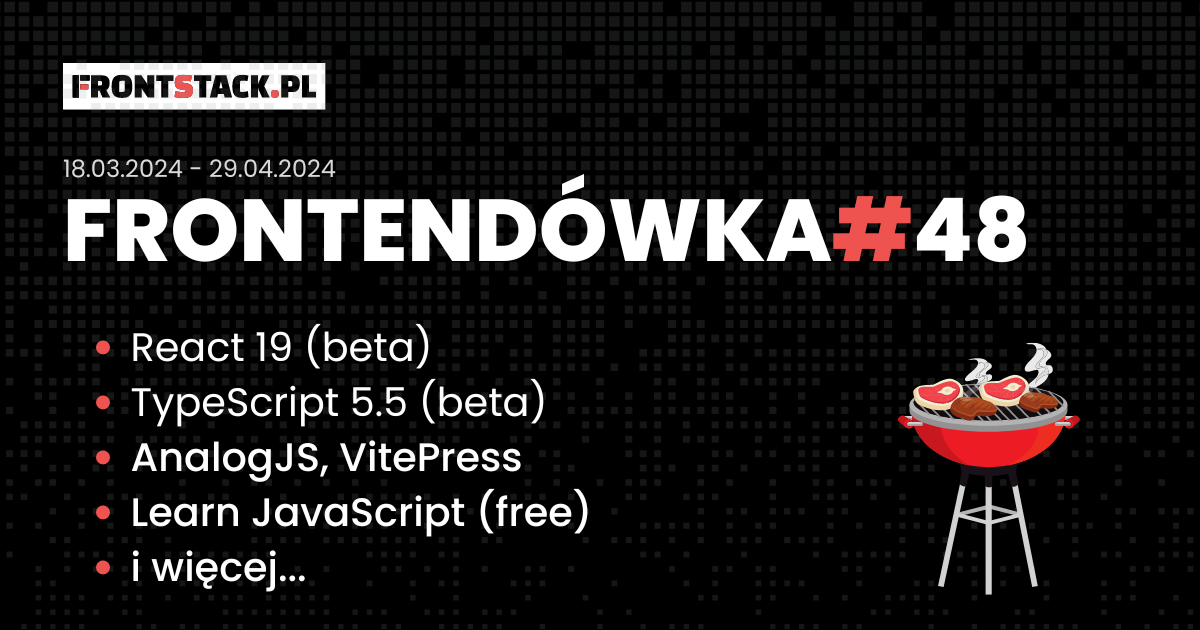 FRONTSTACK.PL
18.03.2024 - 29.04.2024
FRONTENDÓWKA#48
React 19 (beta)
TypeScript 5.5 (beta)
AnalogJS, VitePress
Learn JavaScript (free)
i więcej...